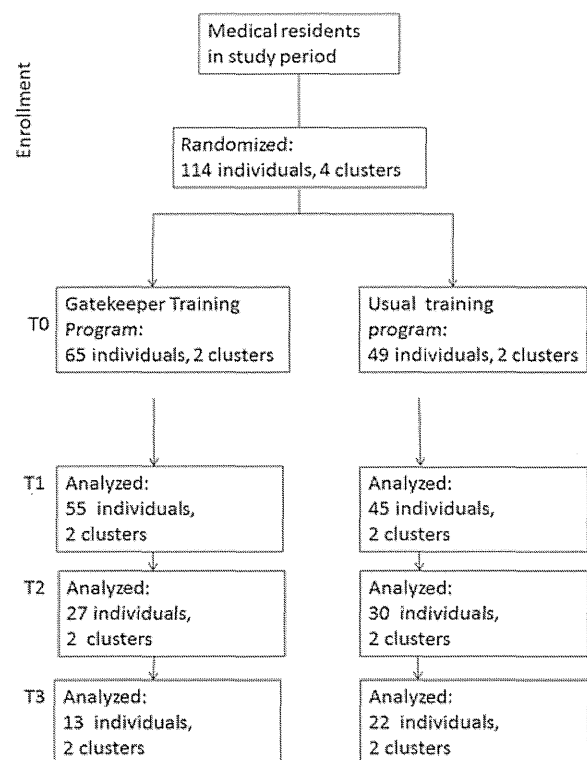 Medical residents
in study period
Enrollment
Randomized:
114 individuals, 4 clusters
T0
Gatekeeper Training
Program:
65 individuals, 2 clusters
Usual training
program:
49 individuals, 2 clusters
T1
Analyzed:
55 individuals,
2 clusters
Analyzed:
45 individuals,
2 clusters
T2
Analyzed:
27 individuals,
2 clusters
Analyzed:
30 individuals,
2 clusters
T3
Analyzed:
13 individuals,
2 clusters
Analyzed:
22 individuals,
2 clusters